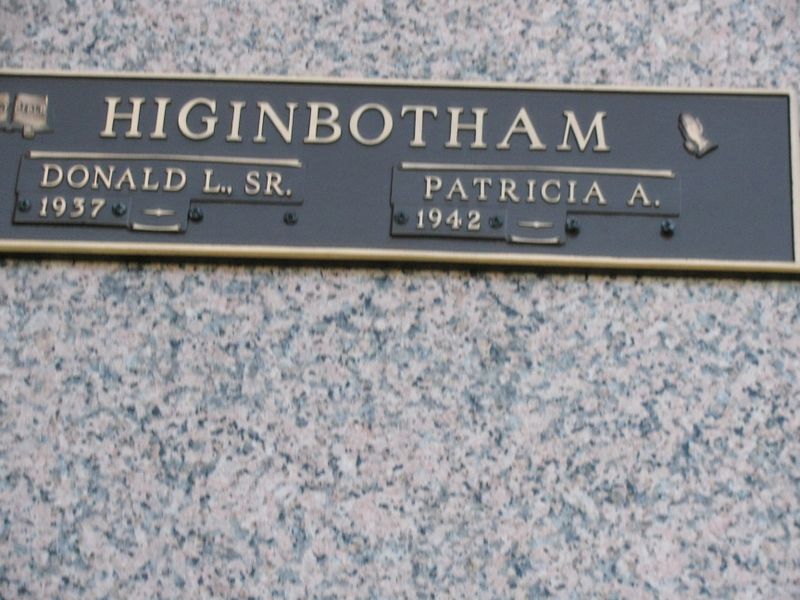 HIGINBOTHAM
DONALD L., SR.
1937
PATRICIA A.
1942